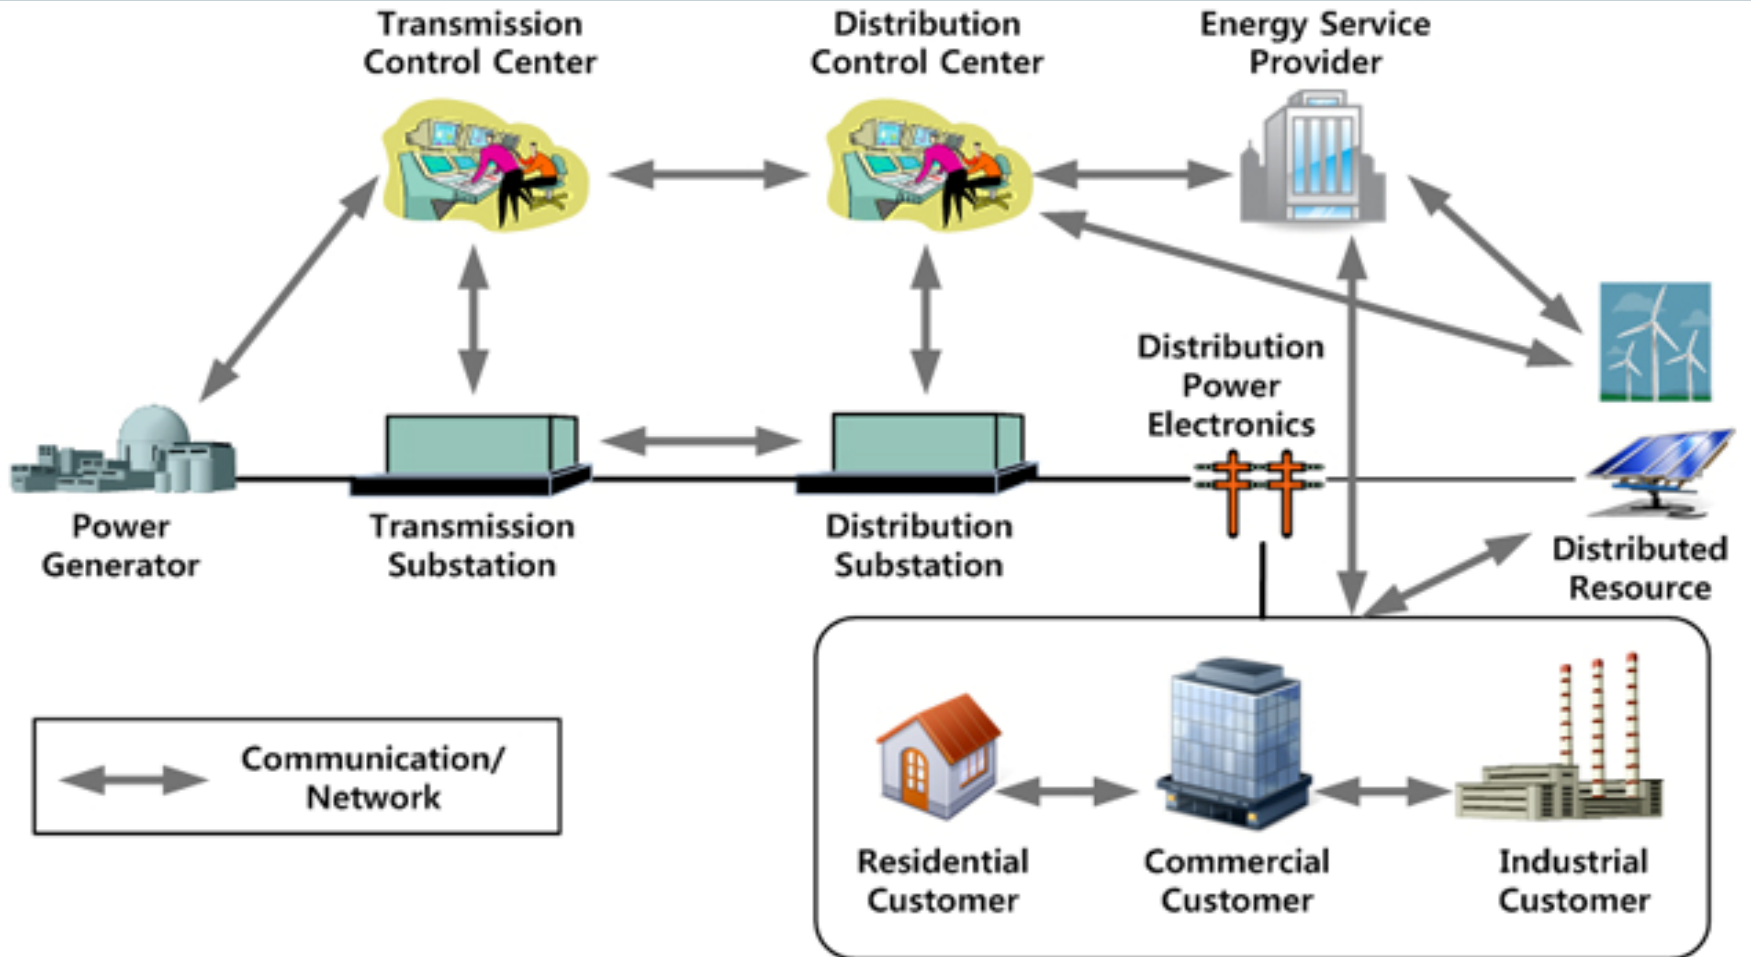 Transmission
Control Center
Distribution
Control Center
Energy Service
Provider
Distribution
Power
Electronics
Power
Generator
Transmission
Substation
Distribution
Substation
Distributed
Resource
Communication/
Network
Residential
Customer
Commercial
Customer
Industrial
Customer